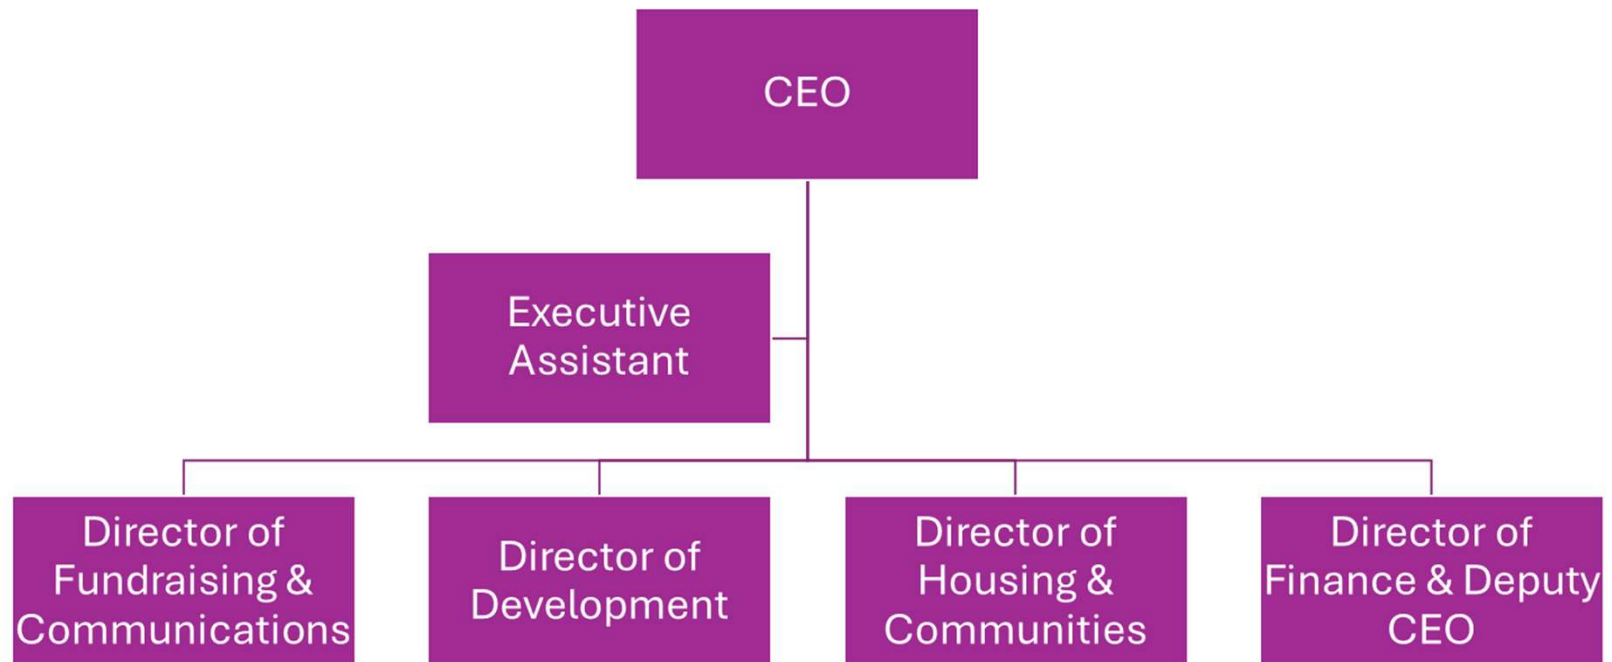 CEO
Executive
Assistant
Director of
Fundraising &
Communications
Director of
Development
Director of
Housing &
Communities
Director of
Finance & Deputy
CEO